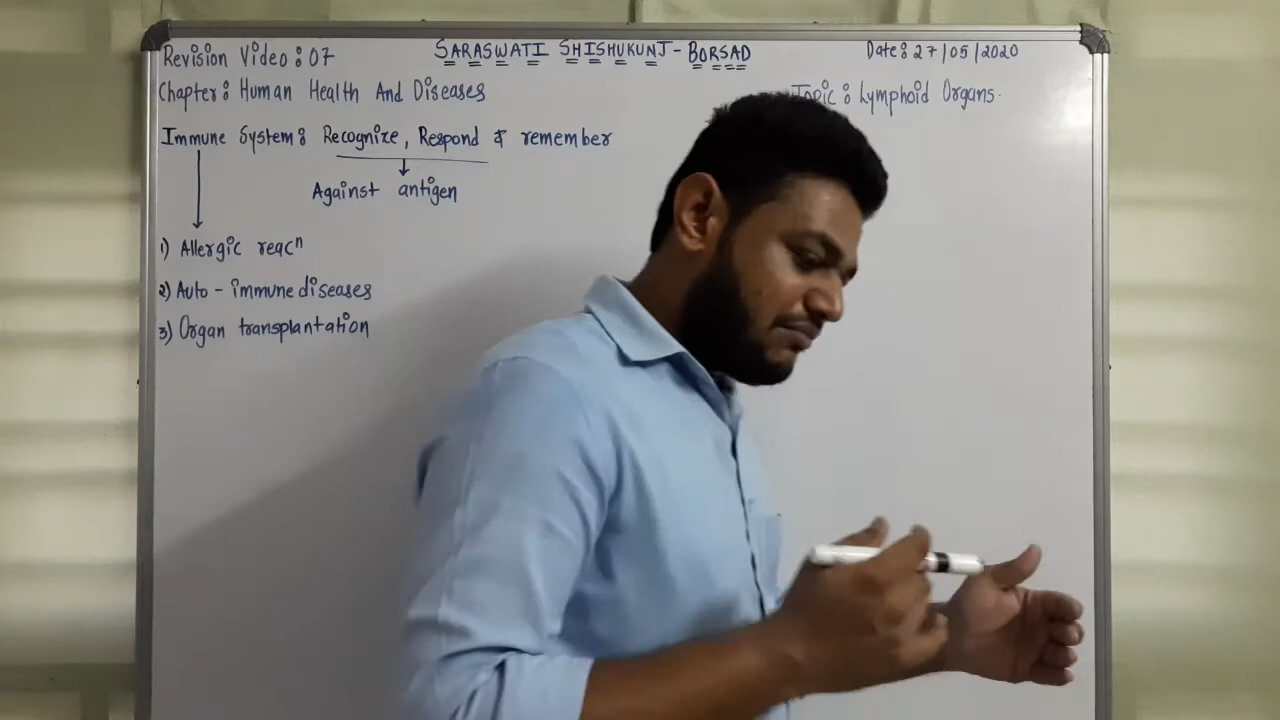 Revision Video : 07
SARASWATI SHISHUKUNJ - BORSAD
Date : 27/05/2020
Chapter : Human Health And Diseases
Topic : Lymphoid Organs.
Immune System : Recognize, Respond & remember
Against antigen
1) Allergic reacⁿ
2) Auto - immune diseases
3) Organ transplantation